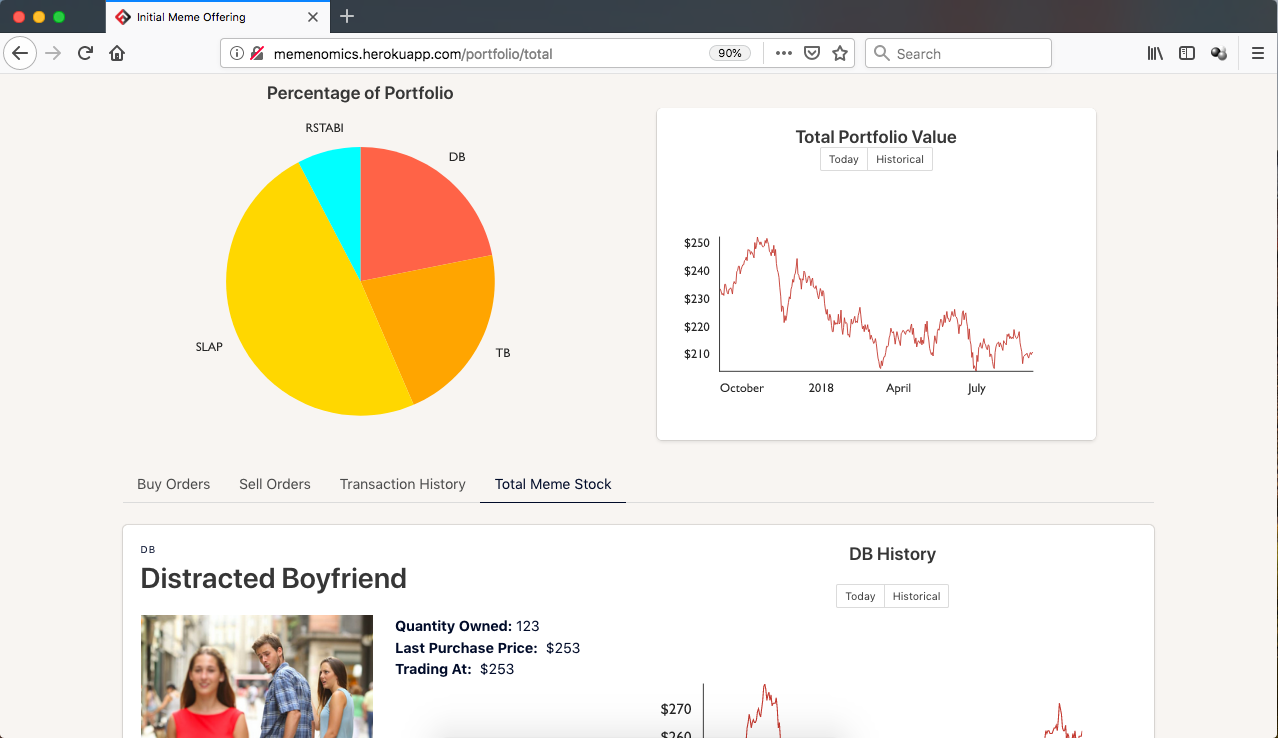 Initial Meme Offering
memenomics.herokuapp.com/portfolio/total
90%
Search
Percentage of Portfolio
RSTABI
DB
SLAP
TB
Total Portfolio Value
Today
Historical
$250
$240
$230
$220
$210
October
2018
April
July
Buy Orders
Sell Orders
Transaction History
Total Meme Stock
DB
Distracted Boyfriend
Quantity Owned: 123
Last Purchase Price: $253
Trading At: $253
DB History
Today
Historical
$270
$260